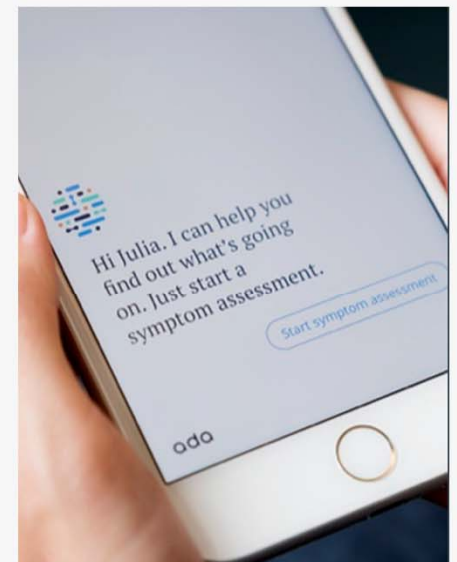 Hi Julia. I can help you
find out what's going
on. Just start a
symptom assessment.
Start symptom assessment
ada